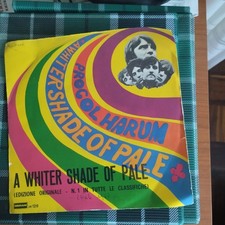 PROCOL HARUM
A WHITER SHADE OF PALE
A WHITER SHADE OF PALE
(EDIZIONE ORIGINALE - N.1 IN TUTTE LE CLASSIFICHE)